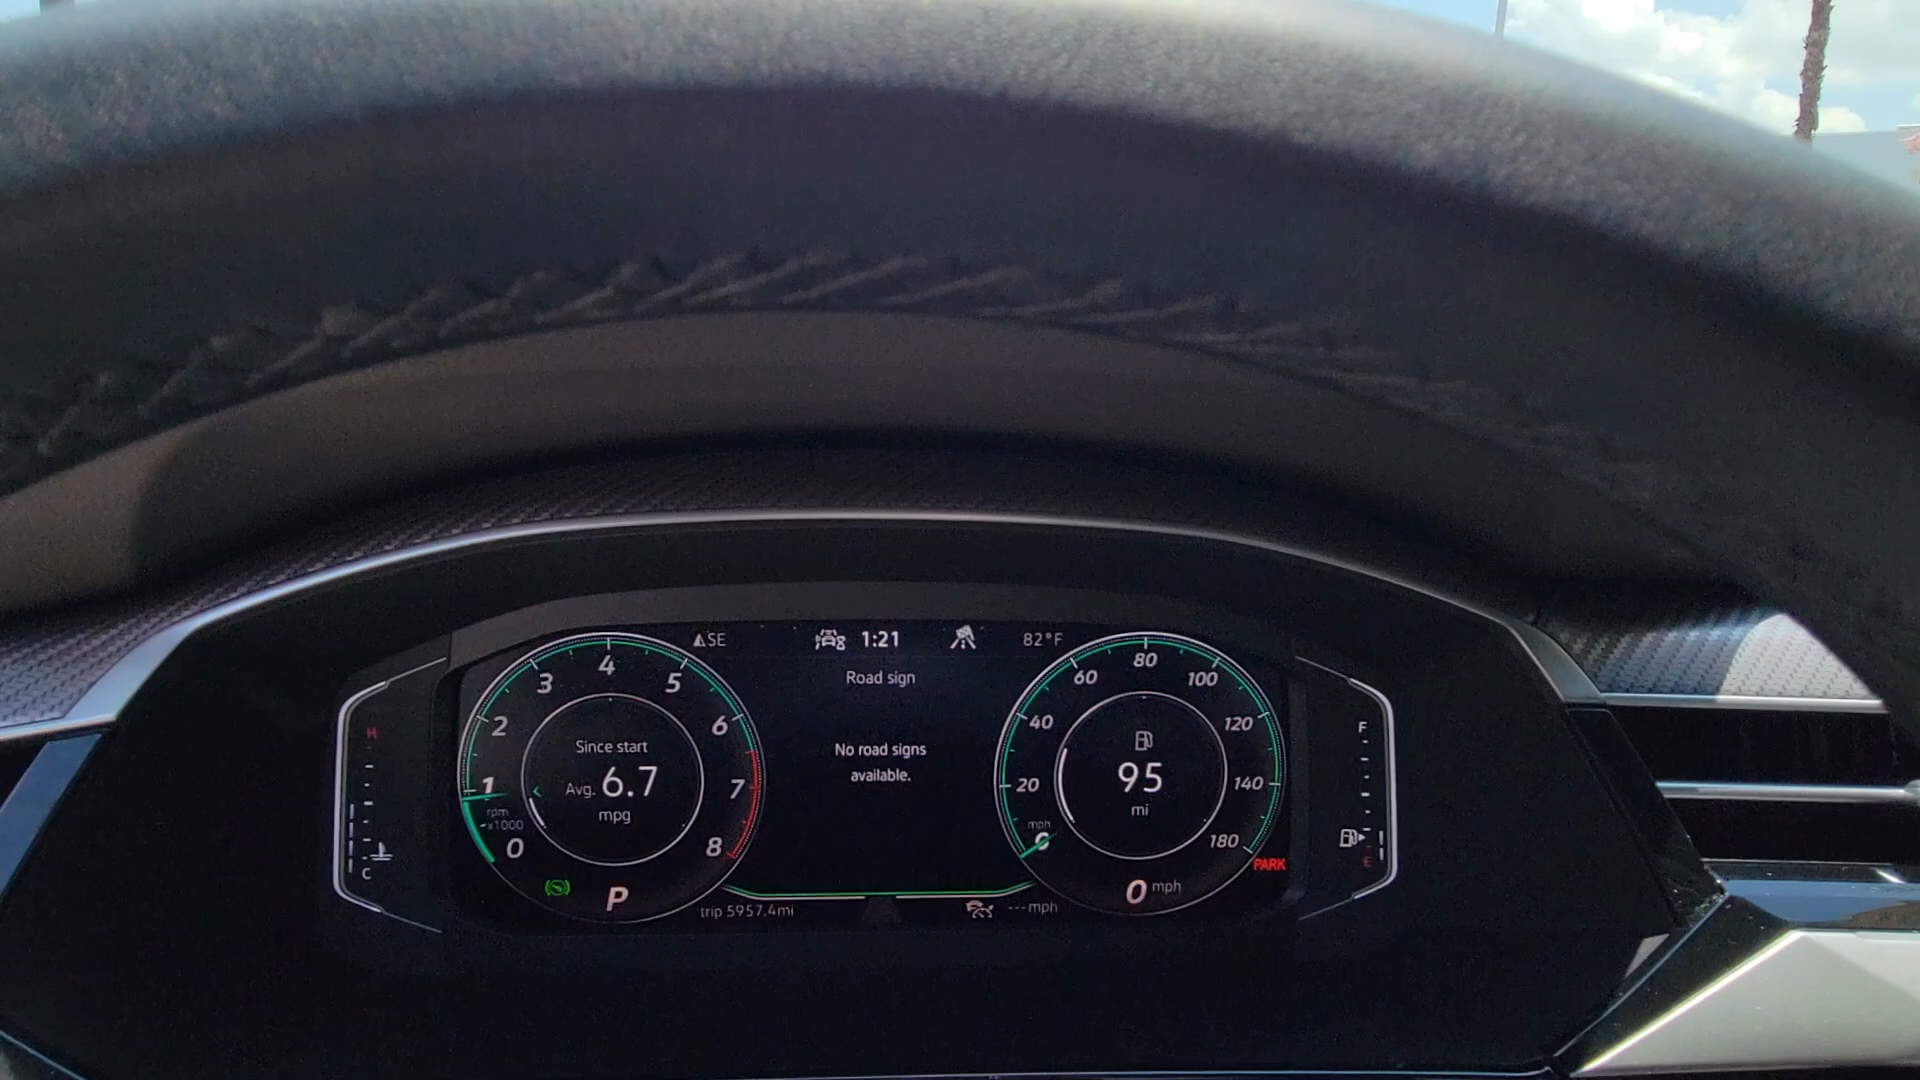 SE
1:21
82°F
Road sign
No road signs
available.
0
1
2
3
4
5
6
7
8
rpm
x1000
Since start
Avg. 6.7
mpg
P
trip 5957.4mi
---mph
20
40
60
80
100
120
140
180
mph
95
mi
0 mph
PARK
H
C
F
E